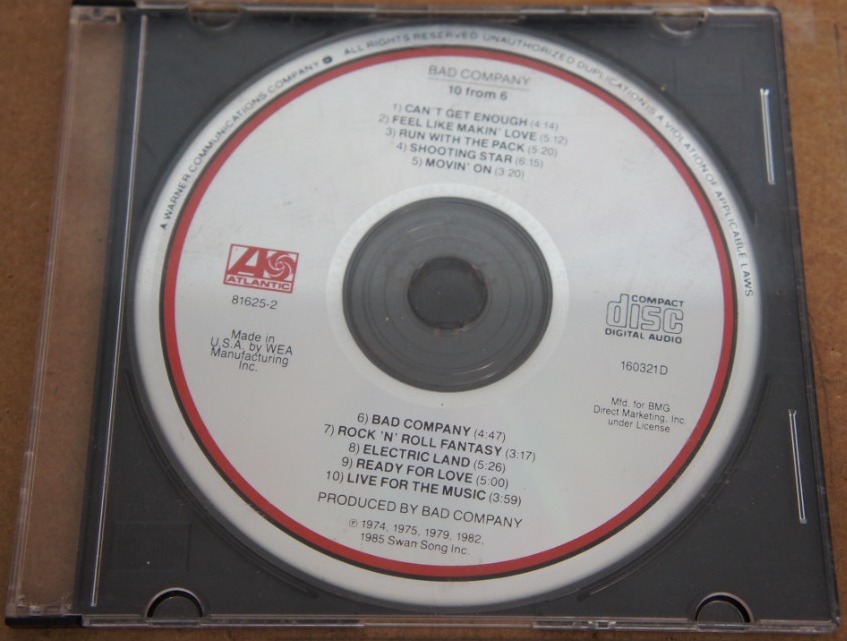 A WARNER COMMUNICATIONS COMPANY ALL RIGHTS RESERVED. UNAUTHORIZED DUPLICATION IS A VIOLATION OF APPLICABLE LAWS
BAD COMPANY
10 from 6
1) CAN'T GET ENOUGH (4:14)
2) FEEL LIKE MAKIN' LOVE (5:12)
3) RUN WITH THE PACK (5:20)
4) SHOOTING STAR (6:15)
5) MOVIN' ON (3:20)
ATLANTIC
81625-2
Made in
U.S.A. by WEA
Manufacturing
Inc.
COMPACT
disc
DIGITAL AUDIO
160321D
Mfd. for BMG
Direct Marketing, Inc.
under License
6) BAD COMPANY (4:47)
7) ROCK 'N' ROLL FANTASY (3:17)
8) ELECTRIC LAND (5:26)
9) READY FOR LOVE (5:00)
10) LIVE FOR THE MUSIC (3:59)
PRODUCED BY BAD COMPANY
℗ 1974, 1975, 1979, 1982,
1985 Swan Song Inc.